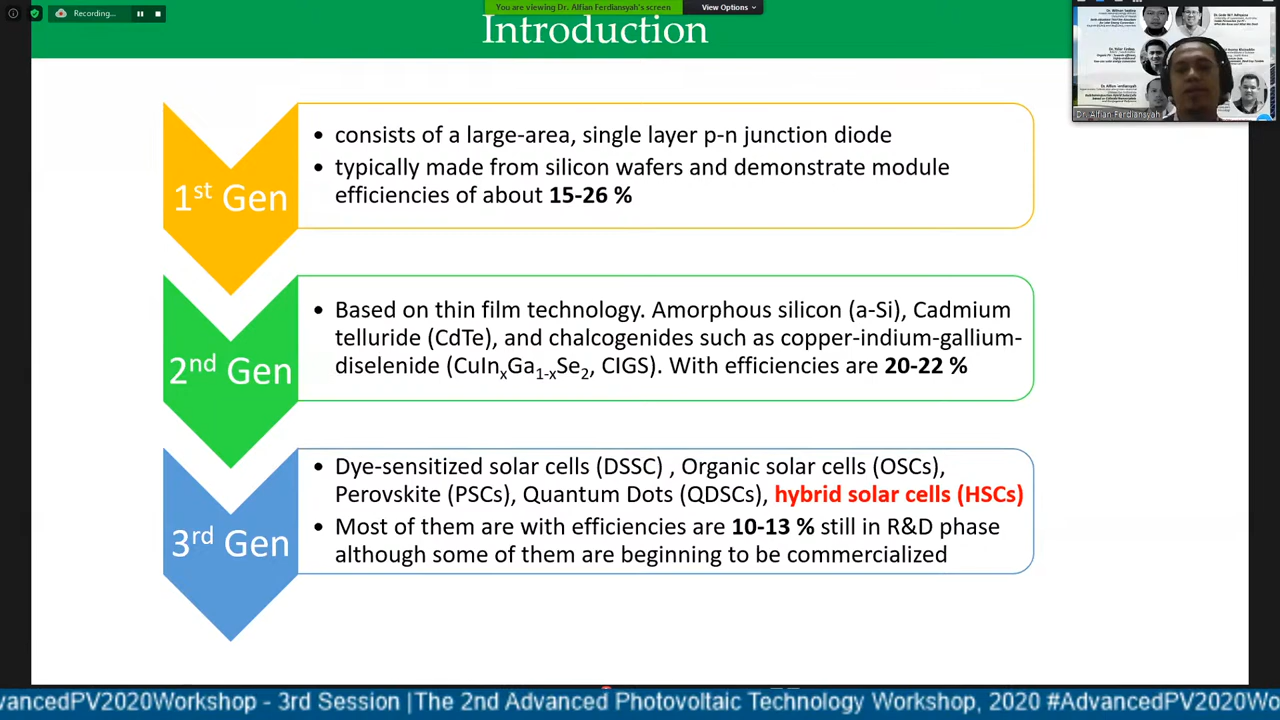 You are viewing Dr. Alfian Ferdiansyah's screen
View Options
Recording...
Introduction
Dr. Alfian Ferdiansyah
1st Gen
• consists of a large-area, single layer p-n junction diode
• typically made from silicon wafers and demonstrate module
efficiencies of about 15-26 %
2nd Gen
• Based on thin film technology. Amorphous silicon (a-Si), Cadmium
telluride (CdTe), and chalcogenides such as copper-indium-gallium-
diselenide (CuInxGa1-xSe2, CIGS). With efficiencies are 20-22 %
3rd Gen
• Dye-sensitized solar cells (DSSC) , Organic solar cells (OSCs),
Perovskite (PSCs), Quantum Dots (QDSCs), hybrid solar cells (HSCs)
• Most of them are with efficiencies are 10-13 % still in R&D phase
although some of them are beginning to be commercialized
dvancedPV2020Workshop - 3rd Session |The 2nd Advanced Photovoltaic Technology Workshop, 2020 #AdvancedPV2020Wo